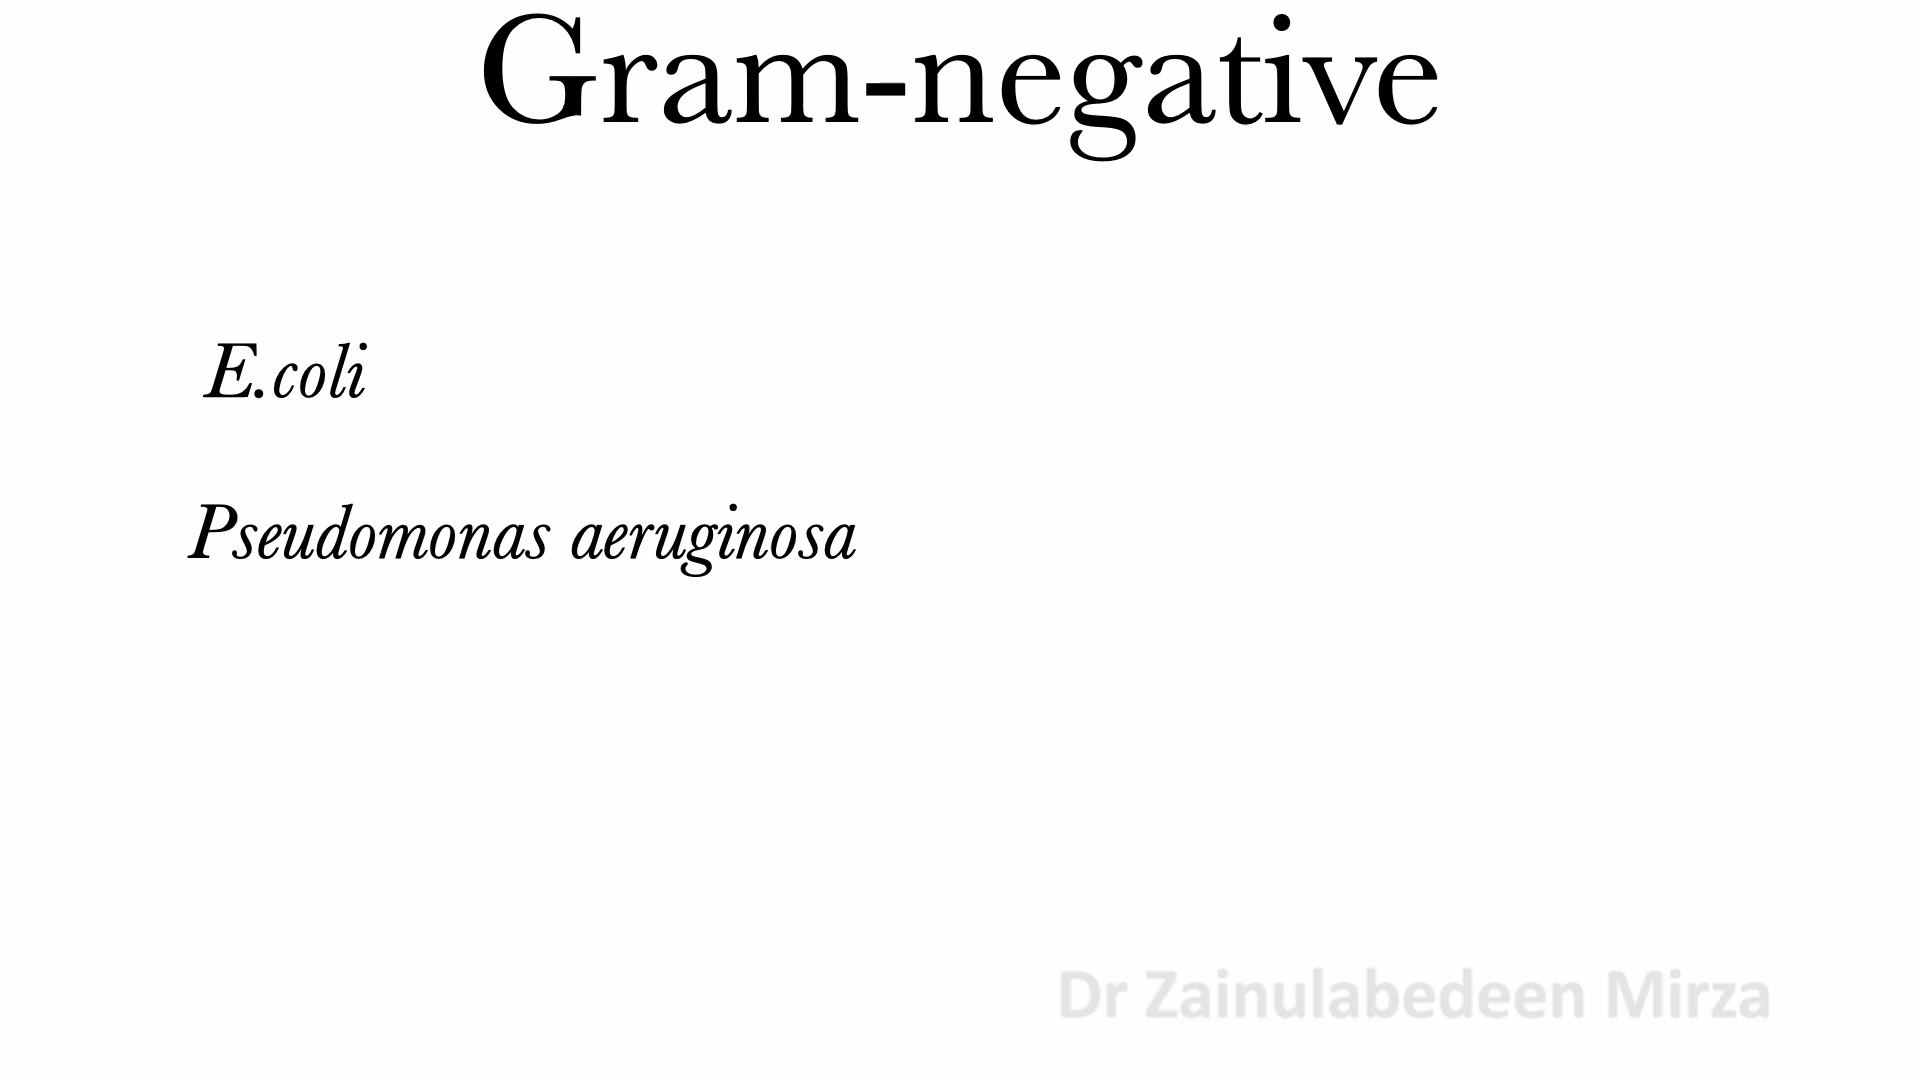 Gram-negative
E.coli
Pseudomonas aeruginosa
Dr Zainulabedeen Mirza